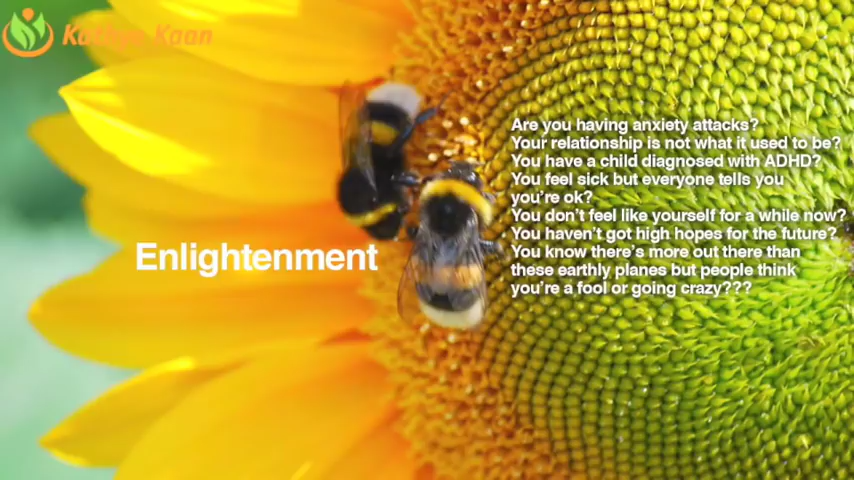 Kathye Kaan
Enlightenment
Are you having anxiety attacks?
Your relationship is not what it used to be?
You have a child diagnosed with ADHD?
You feel sick but everyone tells you
you're ok?
You don't feel like yourself for a while now?
You haven't got high hopes for the future?
You know there's more out there than
these earthly planes but people think
you're a fool or going crazy???